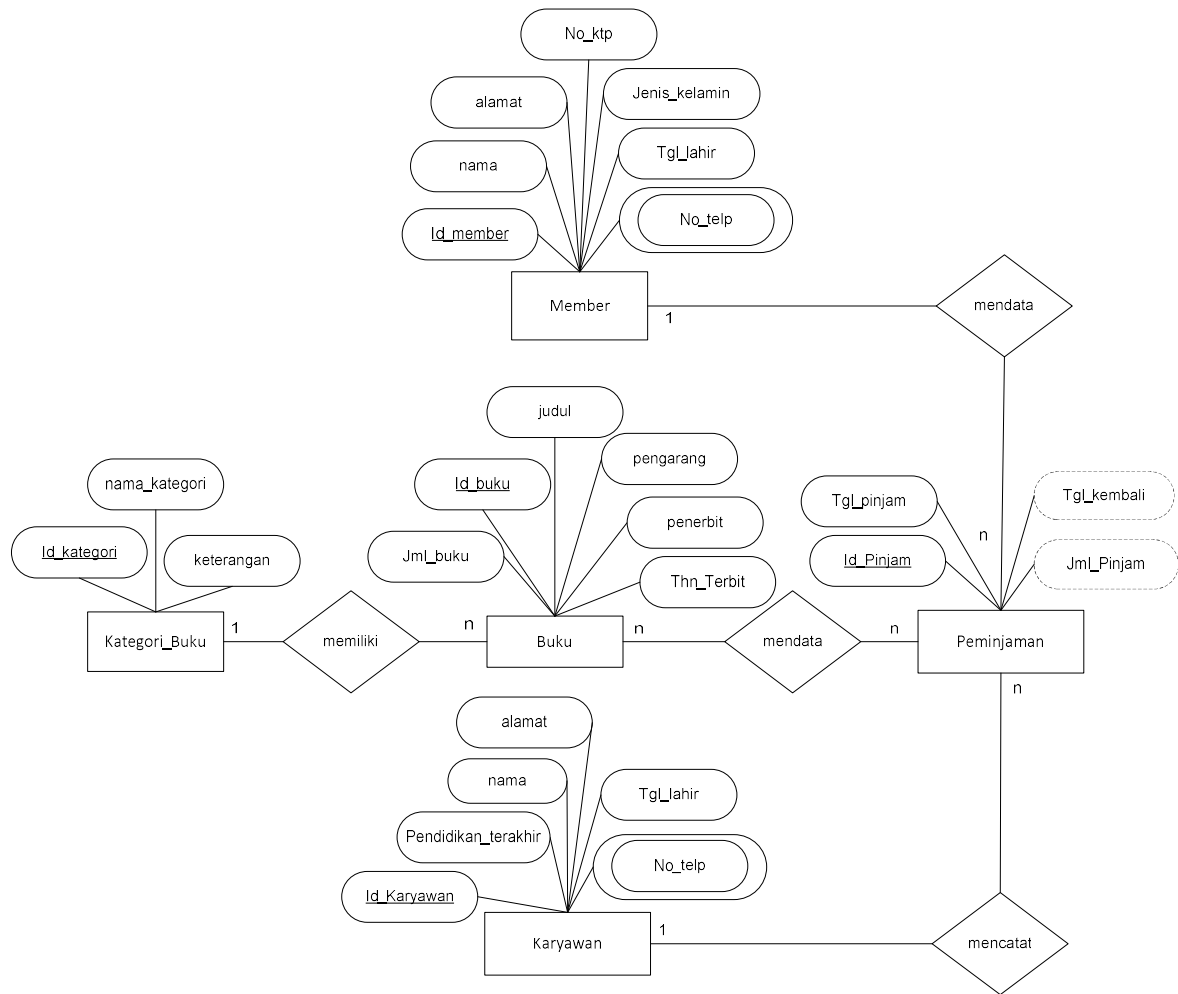 No_ktp
alamat
Jenis_kelamin
nama
Tgl_lahir
Id_member
No_telp
Member
1
mendata
n
judul
Id_buku
pengarang
Jml_buku
penerbit
Thn_Terbit
nama_kategori
Id_kategori
keterangan
Kategori_Buku
1
memiliki
n
Buku
n
mendata
n
Tgl_pinjam
Tgl_kembali
Id_Pinjam
Jml_Pinjam
Peminjaman
n
alamat
nama
Tgl_lahir
Pendidikan_terakhir
No_telp
Id_Karyawan
Karyawan
1
mencatat